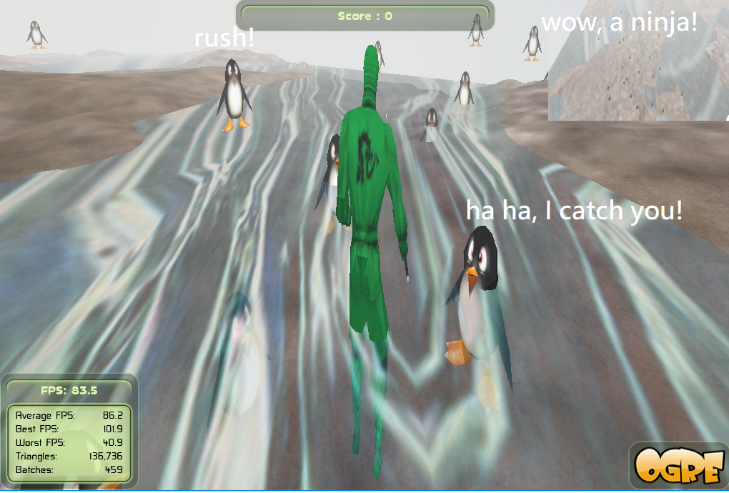 Score : 0
wow, a ninja!
rush!
ha ha, I catch you!
FPS: 83.5
Average FPS: 86.2
Best FPS: 101.9
Worst FPS: 40.9
Triangles: 136,736
Batches: 459
OGRE